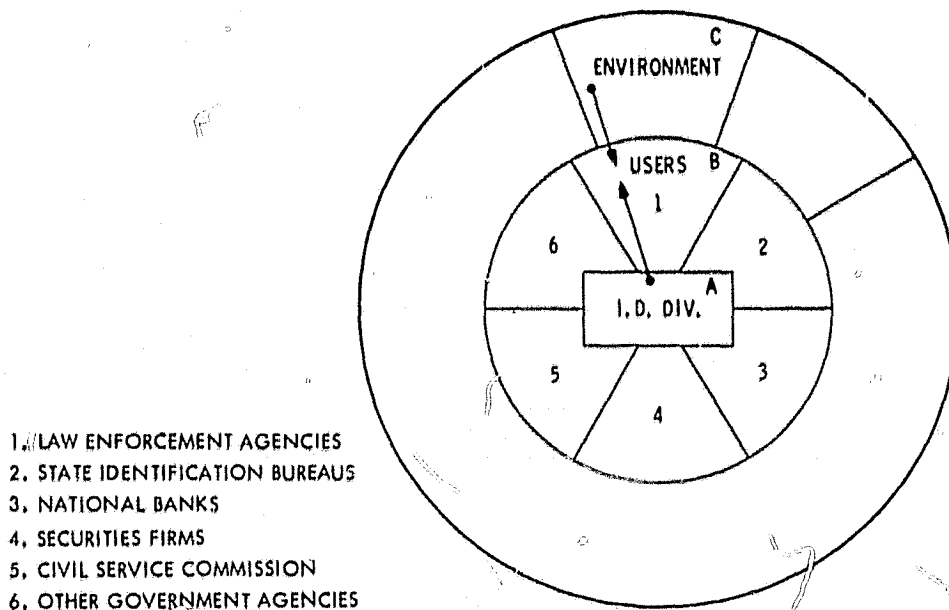 C
ENVIRONMENT
USERS B
1
6
2
A
I.D. DIV.
5
3
4
1. LAW ENFORCEMENT AGENCIES
2. STATE IDENTIFICATION BUREAUS
3. NATIONAL BANKS
4. SECURITIES FIRMS
5. CIVIL SERVICE COMMISSION
6. OTHER GOVERNMENT AGENCIES